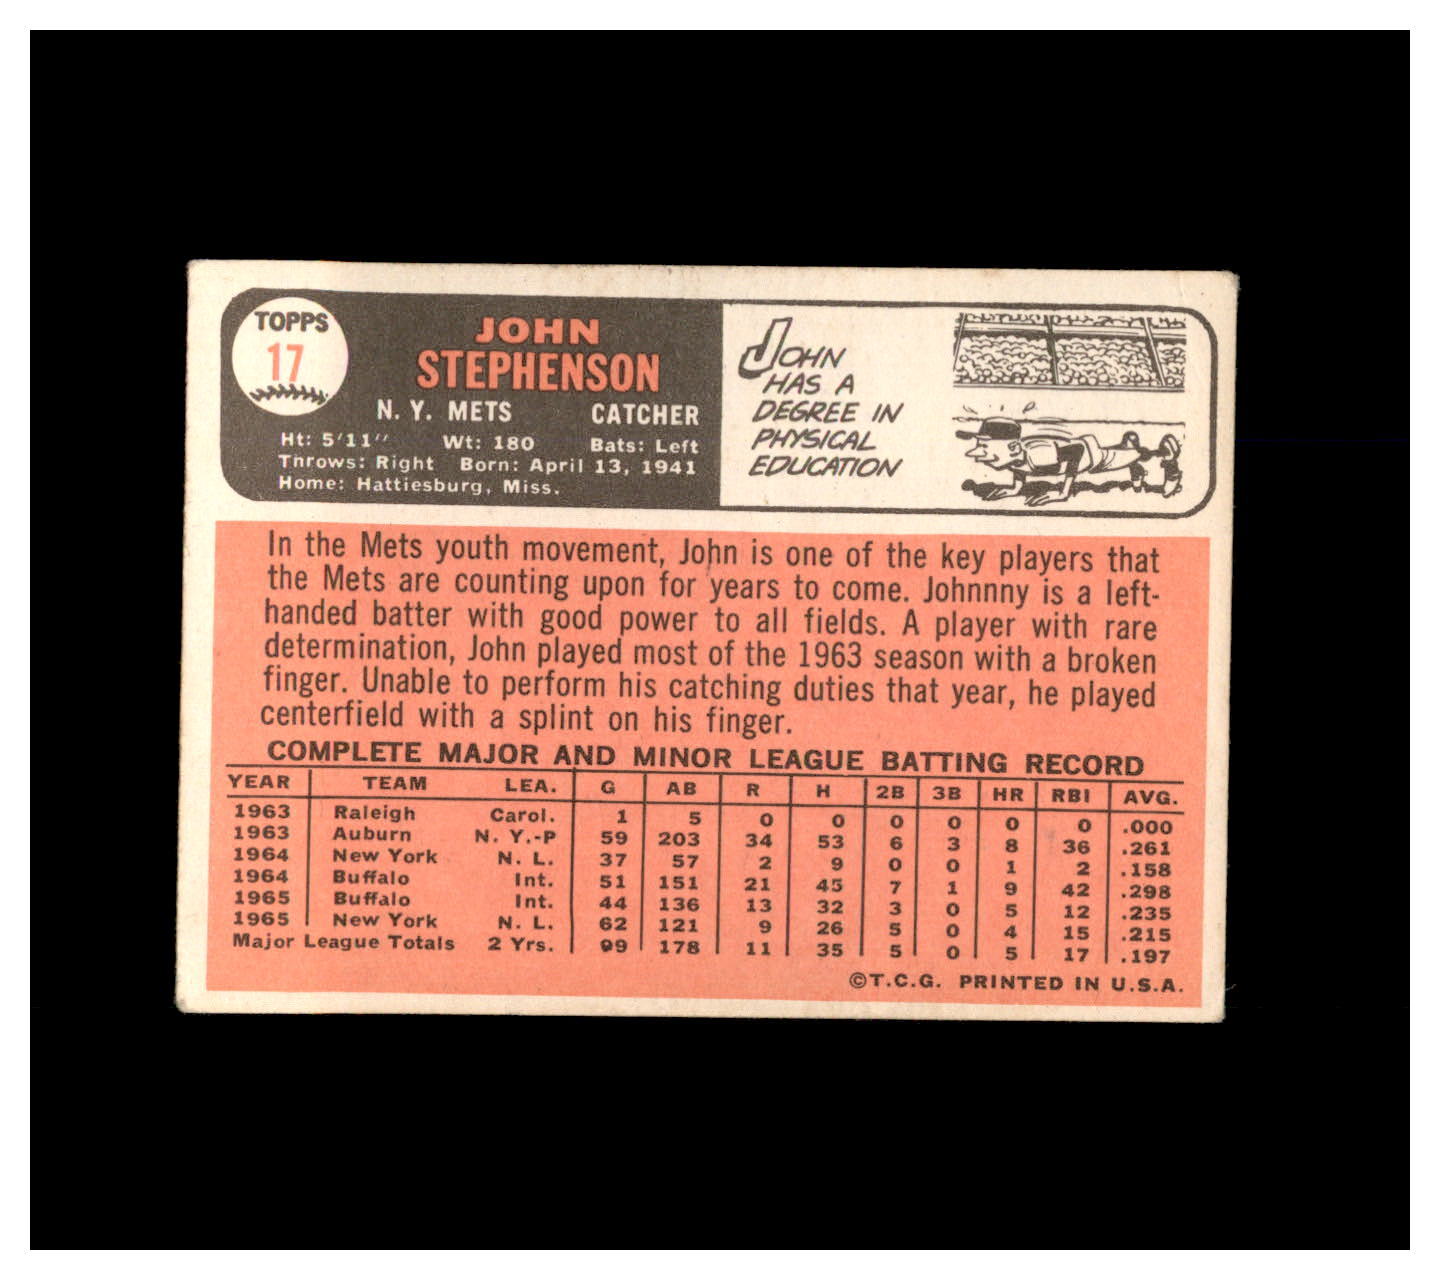 TOPPS
17
JOHN
STEPHENSON
N. Y. METS CATCHER
Ht: 5'11" Wt: 180 Bats: Left
Throws: Right Born: April 13, 1941
Home: Hattiesburg, Miss.
JOHN
HAS A
DEGREE IN
PHYSICAL
EDUCATION
In the Mets youth movement, John is one of the key players that
the Mets are counting upon for years to come. Johnnny is a left-
handed batter with good power to all fields. A player with rare
determination, John played most of the 1963 season with a broken
finger. Unable to perform his catching duties that year, he played
centerfield with a splint on his finger.
COMPLETE MAJOR AND MINOR LEAGUE BATTING RECORD
YEAR TEAM LEA. G AB R H 2B 3B HR RBI AVG.
1963 Raleigh Carol. 1 5 0 0 0 0 0 0 .000
1963 Auburn N. Y.-P 59 203 34 53 6 3 8 36 .261
1964 New York N. L. 37 57 2 9 0 0 1 2 .158
1964 Buffalo Int. 51 151 21 45 7 1 9 42 .298
1965 Buffalo Int. 44 136 13 32 3 0 5 12 .235
1965 New York N. L. 62 121 9 26 5 0 4 15 .215
Major League Totals 2 Yrs. 99 178 11 35 5 0 5 17 .197
©T.C.G. PRINTED IN U.S.A.